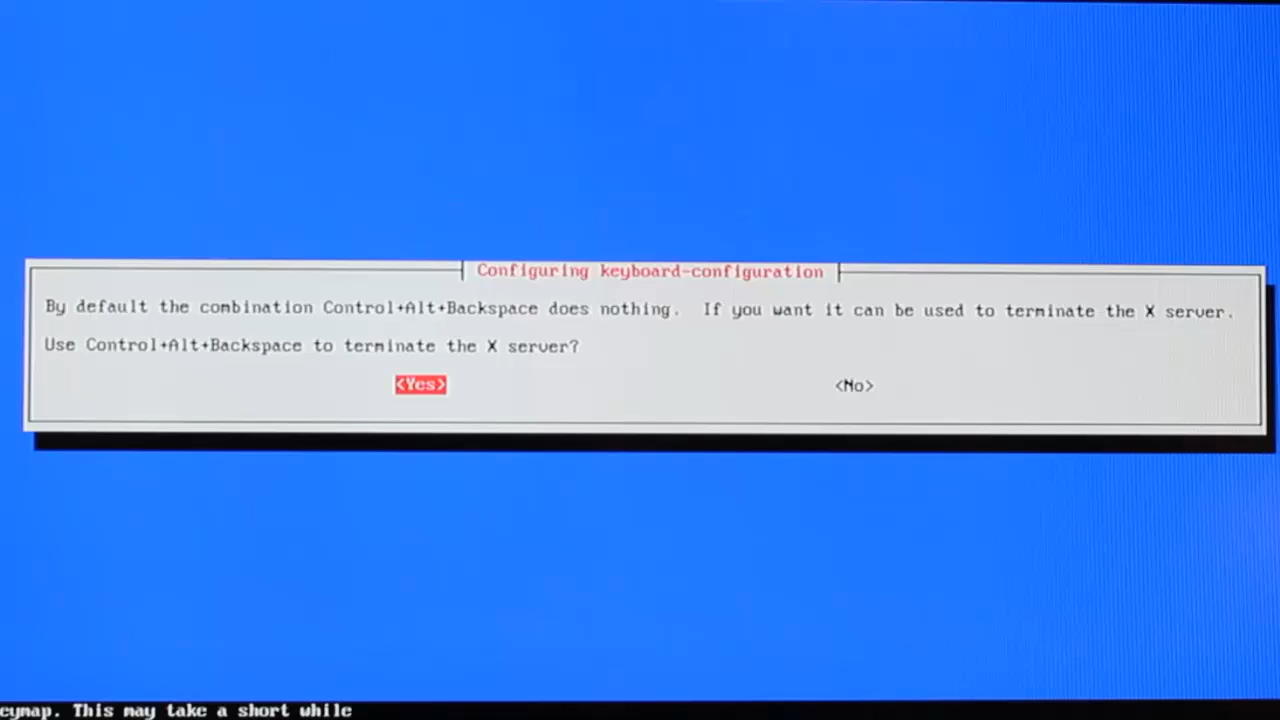 Configuring keyboard-configuration
By default the combination Control+Alt+Backspace does nothing. If you want it can be used to terminate the X server.
Use Control+Alt+Backspace to terminate the X server?
<Yes> <No>
eymap. This may take a short while